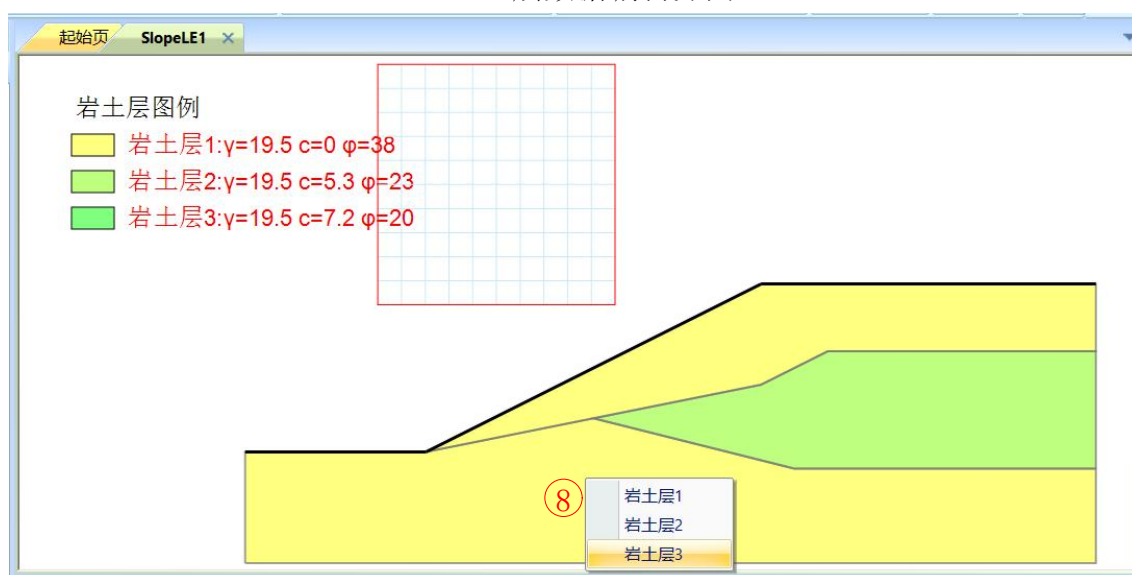 起始页 SlopeLE1 ×
岩土层图例
岩土层1:γ=19.5 c=0 φ=38
岩土层2:γ=19.5 c=5.3 φ=23
岩土层3:γ=19.5 c=7.2 φ=20
⑧
岩土层1
岩土层2
岩土层3